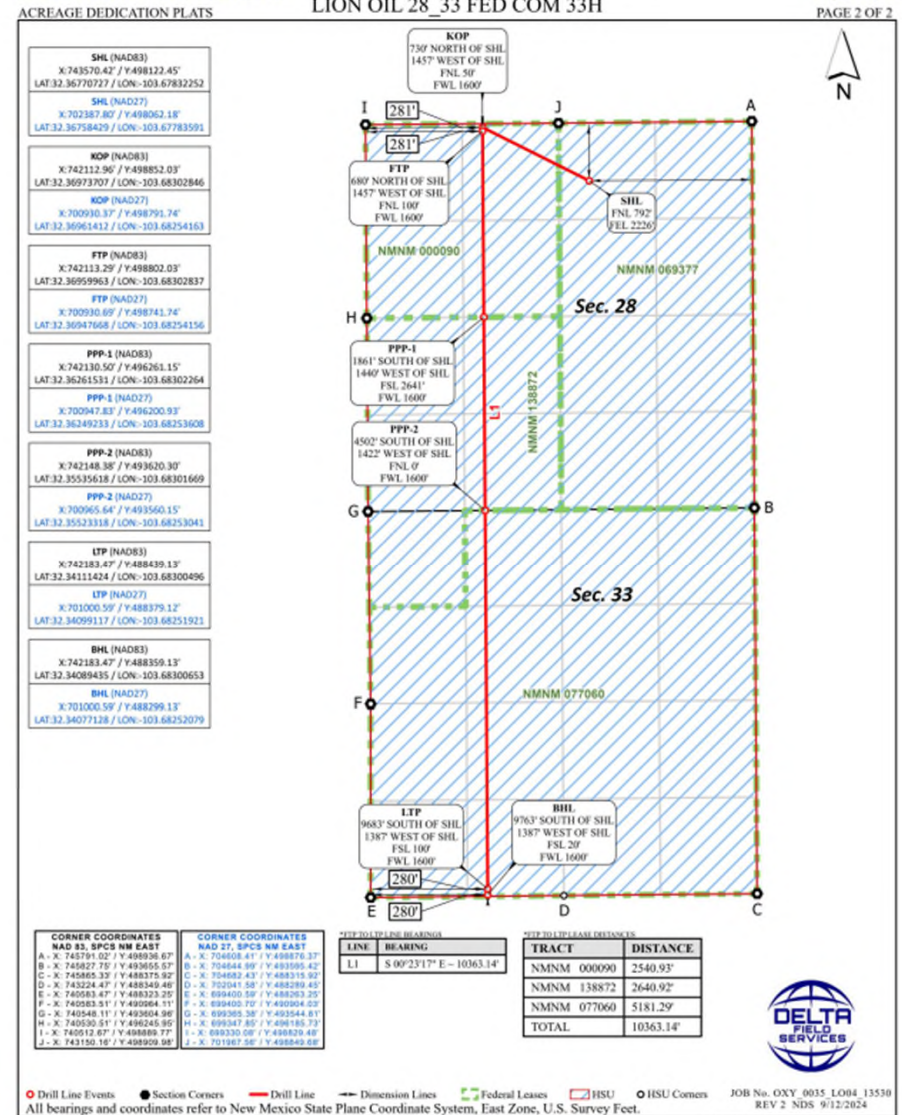 ACREAGE DEDICATION PLATS
LION OIL 28_33 FED COM 33H
PAGE 2 OF 2
SHL (NAD83)
X:743570.42' / Y:498122.45'
LAT:32.36770727 / LON:-103.67832252
SHL (NAD27)
X:702387.80' / Y:498062.18'
LAT:32.36758429 / LON:-103.67783591
KOP (NAD83)
X:742112.96' / Y:498852.03'
LAT:32.36973707 / LON:-103.68302846
KOP (NAD27)
X:700930.37' / Y:498791.74'
LAT:32.36961412 / LON:-103.68254163
FTP (NAD83)
X:742113.29' / Y:498802.03'
LAT:32.36959963 / LON:-103.68302837
FTP (NAD27)
X:700930.69' / Y:498741.74'
LAT:32.36947668 / LON:-103.68254156
PPP-1 (NAD83)
X:742130.50' / Y:496261.15'
LAT:32.36261531 / LON:-103.68302264
PPP-1 (NAD27)
X:700947.83' / Y:496200.93'
LAT:32.36249233 / LON:-103.68253608
PPP-2 (NAD83)
X:742148.38' / Y:493620.30'
LAT:32.35535618 / LON:-103.68301669
PPP-2 (NAD27)
X:700965.64' / Y:493560.15'
LAT:32.35523318 / LON:-103.68253041
LTP (NAD83)
X:742183.47' / Y:488439.13'
LAT:32.34111424 / LON:-103.68300496
LTP (NAD27)
X:701000.59' / Y:488379.12'
LAT:32.34099117 / LON:-103.68251921
BHL (NAD83)
X:742183.47' / Y:488359.13'
LAT:32.34089435 / LON:-103.68300653
BHL (NAD27)
X:701000.59' / Y:488299.13'
LAT:32.34077128 / LON:-103.68252079
KOP
730' NORTH OF SHL
1457' WEST OF SHL
FNL 50'
FWL 1600'
N
I
281'
J
A
281'
FTP
680' NORTH OF SHL
1457' WEST OF SHL
FNL 100'
FWL 1600'
SHL
FNL 792'
FEL 2226'
NMNM 000090
NMNM 069377
Sec. 28
H
PPP-1
1861' SOUTH OF SHL
1440' WEST OF SHL
FSL 2641'
FWL 1600'
L1
NMNM 138872
PPP-2
4502' SOUTH OF SHL
1422' WEST OF SHL
FNL 0'
FWL 1600'
G
B
Sec. 33
NMNM 077060
F
LTP
9683' SOUTH OF SHL
1387' WEST OF SHL
FSL 100'
FWL 1600'
BHL
9763' SOUTH OF SHL
1387' WEST OF SHL
FSL 20'
FWL 1600'
280'
E
280'
D
C
CORNER COORDINATES
NAD 83, SPCS NM EAST
A - X: 745791.02' / Y:498936.67'
B - X: 745827.75' / Y:493655.57'
C - X: 745865.33' / Y:488375.92'
D - X: 743224.47' / Y:488349.46'
E - X: 740583.47' / Y:488323.25'
F - X: 740583.51' / Y:490964.11'
G - X: 740548.11' / Y:493604.96'
H - X: 740530.51' / Y:496245.95'
I - X: 740512.67' / Y:498889.77'
J - X: 743150.16' / Y:498909.98'
CORNER COORDINATES
NAD 27, SPCS NM EAST
A - X: 704608.41' / Y:498876.37'
B - X: 704644.99' / Y:493595.42'
C - X: 704682.43' / Y:488315.92'
D - X: 702041.58' / Y:488289.45'
E - X: 699400.59' / Y:488263.25'
F - X: 699400.70' / Y:490904.03'
G - X: 699365.38' / Y:493544.81'
H - X: 699347.85' / Y:496185.73'
I - X: 699330.08' / Y:498829.48'
J - X: 701967.56' / Y:498849.68'
*FTP TO LTP LINE BEARINGS
LINE BEARING
L1 S 00°23'17" E ~ 10363.14'
*FTP TO LTP LEASE DISTANCES
TRACT DISTANCE
NMNM 000090 2540.93'
NMNM 138872 2640.92'
NMNM 077060 5181.29'
TOTAL 10363.14'
DELTA
FIELD
SERVICES
Drill Line Events Section Corners Drill Line Dimension Lines Federal Leases HSU HSU Corners
JOB No. OXY_0035_LO04_13530
REV 2 NDS 9/12/2024
All bearings and coordinates refer to New Mexico State Plane Coordinate System, East Zone, U.S. Survey Feet.